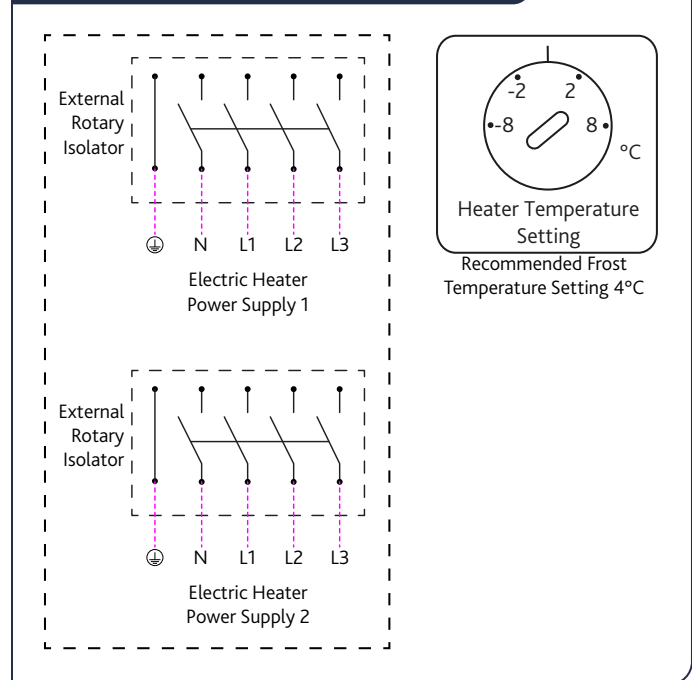 External
Rotary
Isolator
N L1 L2 L3
Electric Heater
Power Supply 1
External
Rotary
Isolator
N L1 L2 L3
Electric Heater
Power Supply 2
-2 2
-8 8
°C
Heater Temperature
Setting
Recommended Frost
Temperature Setting 4°C